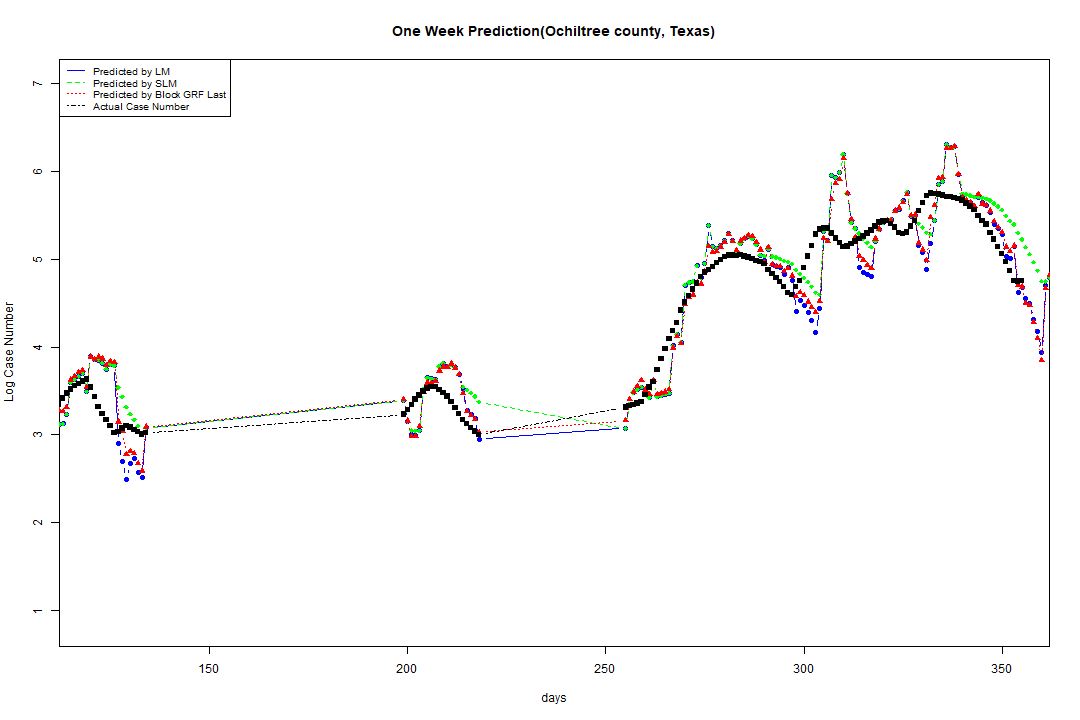 One Week Prediction(Ochiltree county, Texas)
Predicted by LM
Predicted by SLM
Predicted by Block GRF Last
Actual Case Number
Log Case Number
7
6
5
4
3
2
1
150 200 250 300 350
days